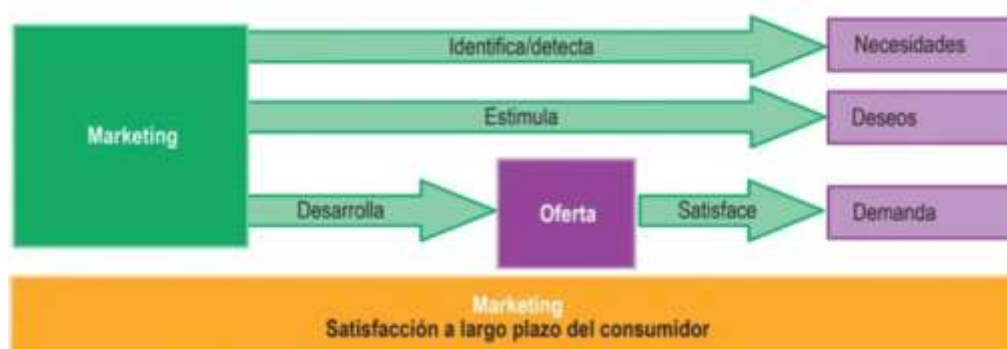 Identifica/detecta
Necesidades
Marketing
Estimula
Deseos
Desarrolla
Oferta
Satisface
Demanda
Marketing
Satisfacción a largo plazo del consumidor